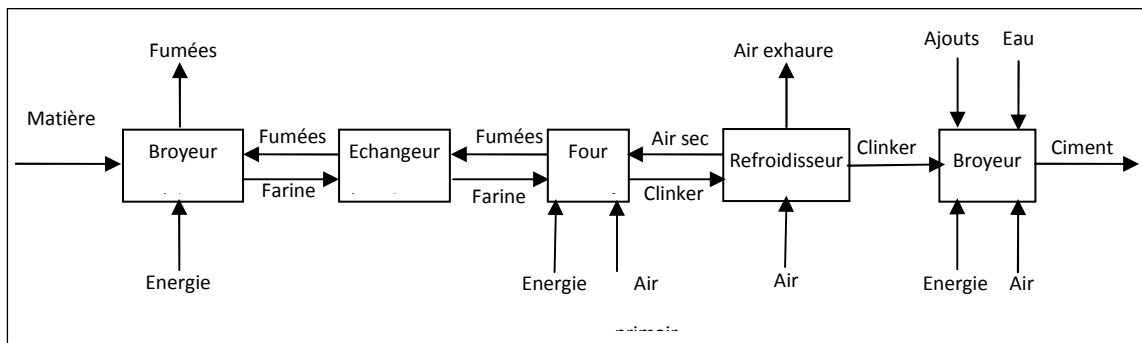 Fumées
Air exhaure
Ajouts
Eau
Matière
Broyeur
Fumées
Farine
Echangeur
Fumées
Farine
Four
Air sec
Clinker
Refroidisseur
Clinker
Broyeur
Ciment
Energie
Energie
Air
Air
Energie
Air